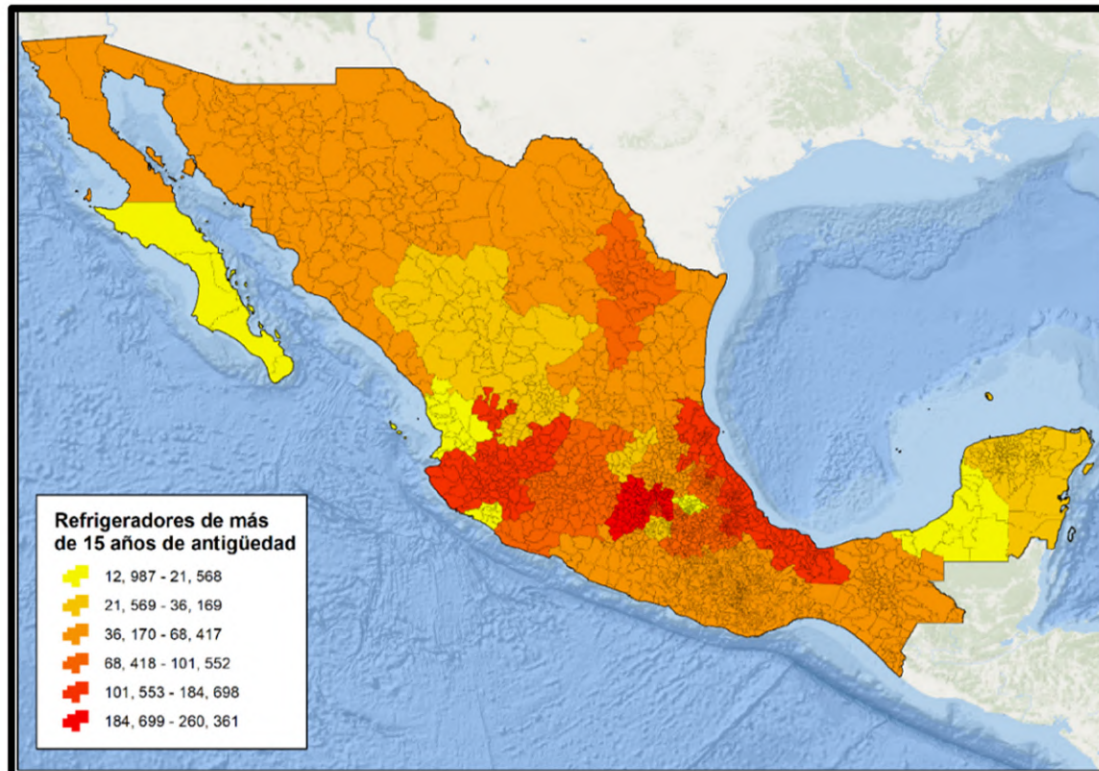 Refrigeradores de más
de 15 años de antigüedad
12, 987 - 21, 568
21, 569 - 36, 169
36, 170 - 68, 417
68, 418 - 101, 552
101, 553 - 184, 698
184, 699 - 260, 361